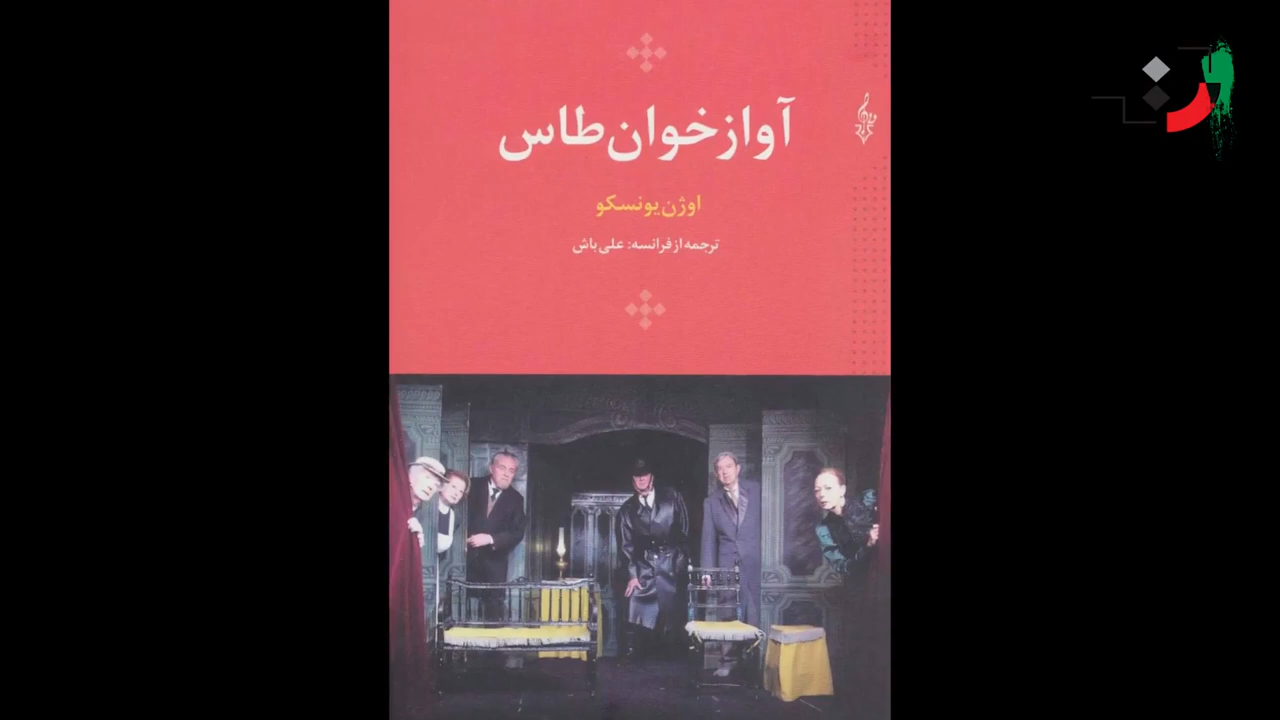 آوازخوان طاس
اوژن یونسکو
ترجمه از فرانسه: علی باش